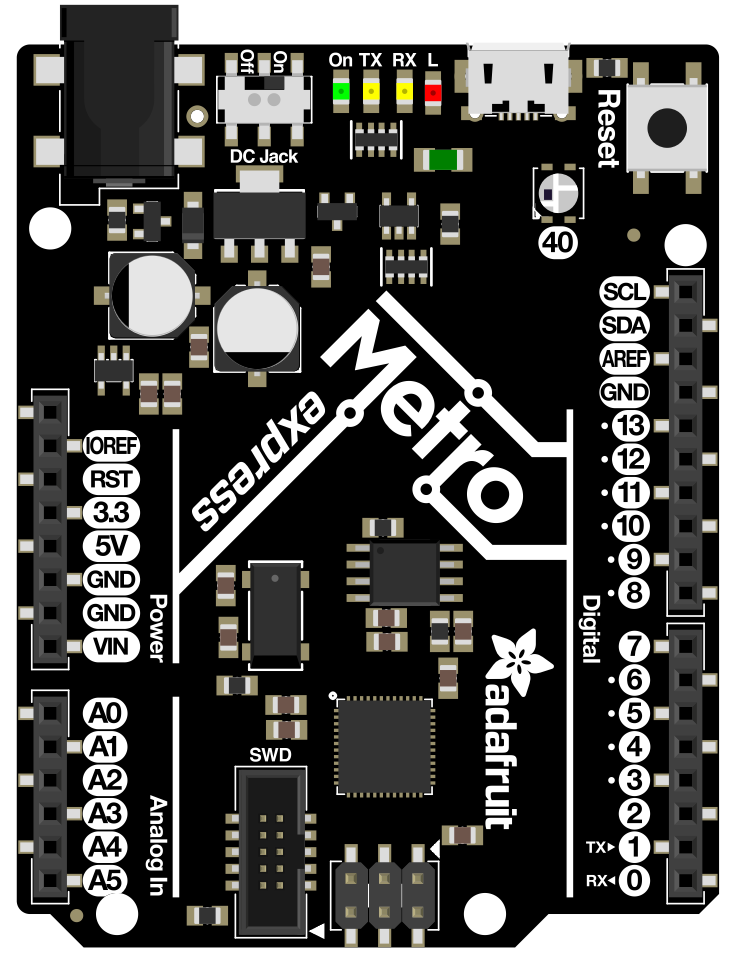 Off On
On TX RX L
DC Jack
Reset
40
Metro
express
SCL
SDA
AREF
GND
·13
·12
·11
·10
·9
·8
IOREF
RST
3.3
5V
GND
GND
VIN
Power
Digital
7
·6
·5
·4
·3
2
TX▸ 1
RX◂ 0
A0
A1
A2
A3
A4
A5
Analog In
SWD
adafruit